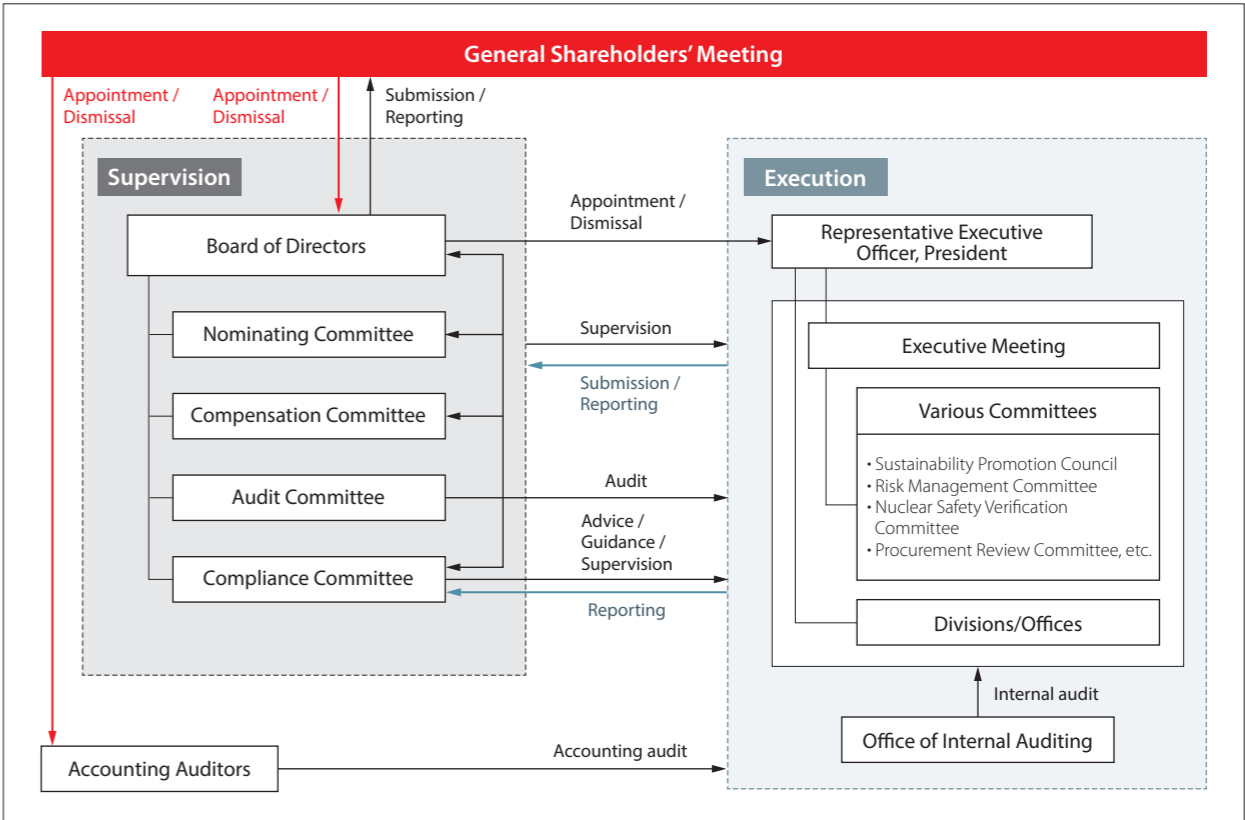 General Shareholders' Meeting
Appointment /
Dismissal
Appointment /
Dismissal
Submission /
Reporting
Supervision
Execution
Board of Directors
Appointment /
Dismissal
Representative Executive
Officer, President
Nominating Committee
Supervision
Executive Meeting
Submission /
Reporting
Compensation Committee
Various Committees
• Sustainability Promotion Council
• Risk Management Committee
• Nuclear Safety Verification
Committee
• Procurement Review Committee, etc.
Audit Committee
Audit
Advice /
Guidance /
Supervision
Compliance Committee
Reporting
Divisions/Offices
Internal audit
Office of Internal Auditing
Accounting Auditors
Accounting audit